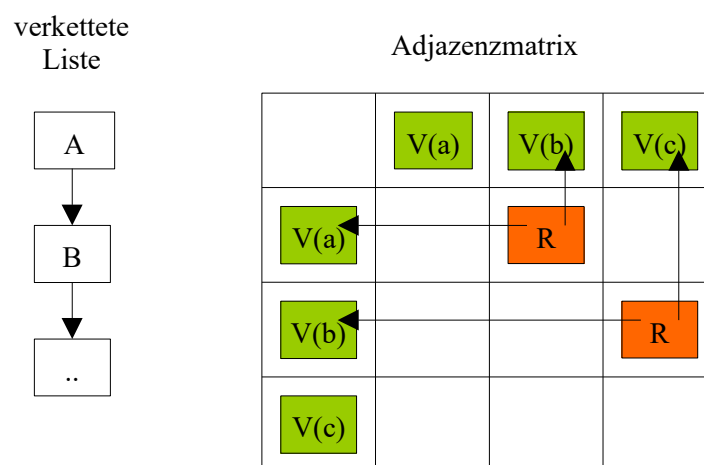 verkettete
Liste
A
B
..
Adjazenzmatrix
V(a) V(b) V(c)
V(a) R
V(b) R
V(c)